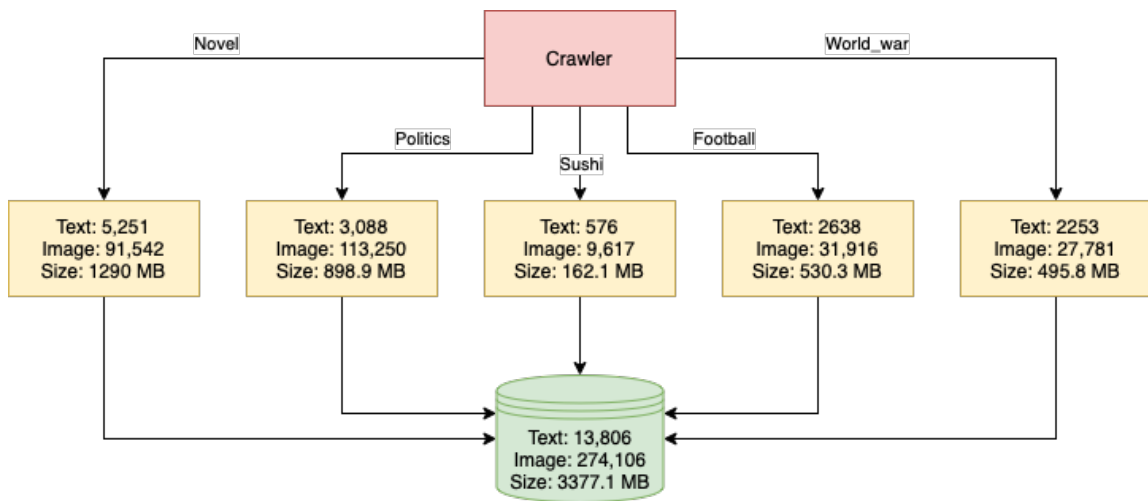 Crawler
Novel
World_war
Politics
Football
Sushi
Text: 5,251
Image: 91,542
Size: 1290 MB
Text: 3,088
Image: 113,250
Size: 898.9 MB
Text: 576
Image: 9,617
Size: 162.1 MB
Text: 2638
Image: 31,916
Size: 530.3 MB
Text: 2253
Image: 27,781
Size: 495.8 MB
Text: 13,806
Image: 274,106
Size: 3377.1 MB